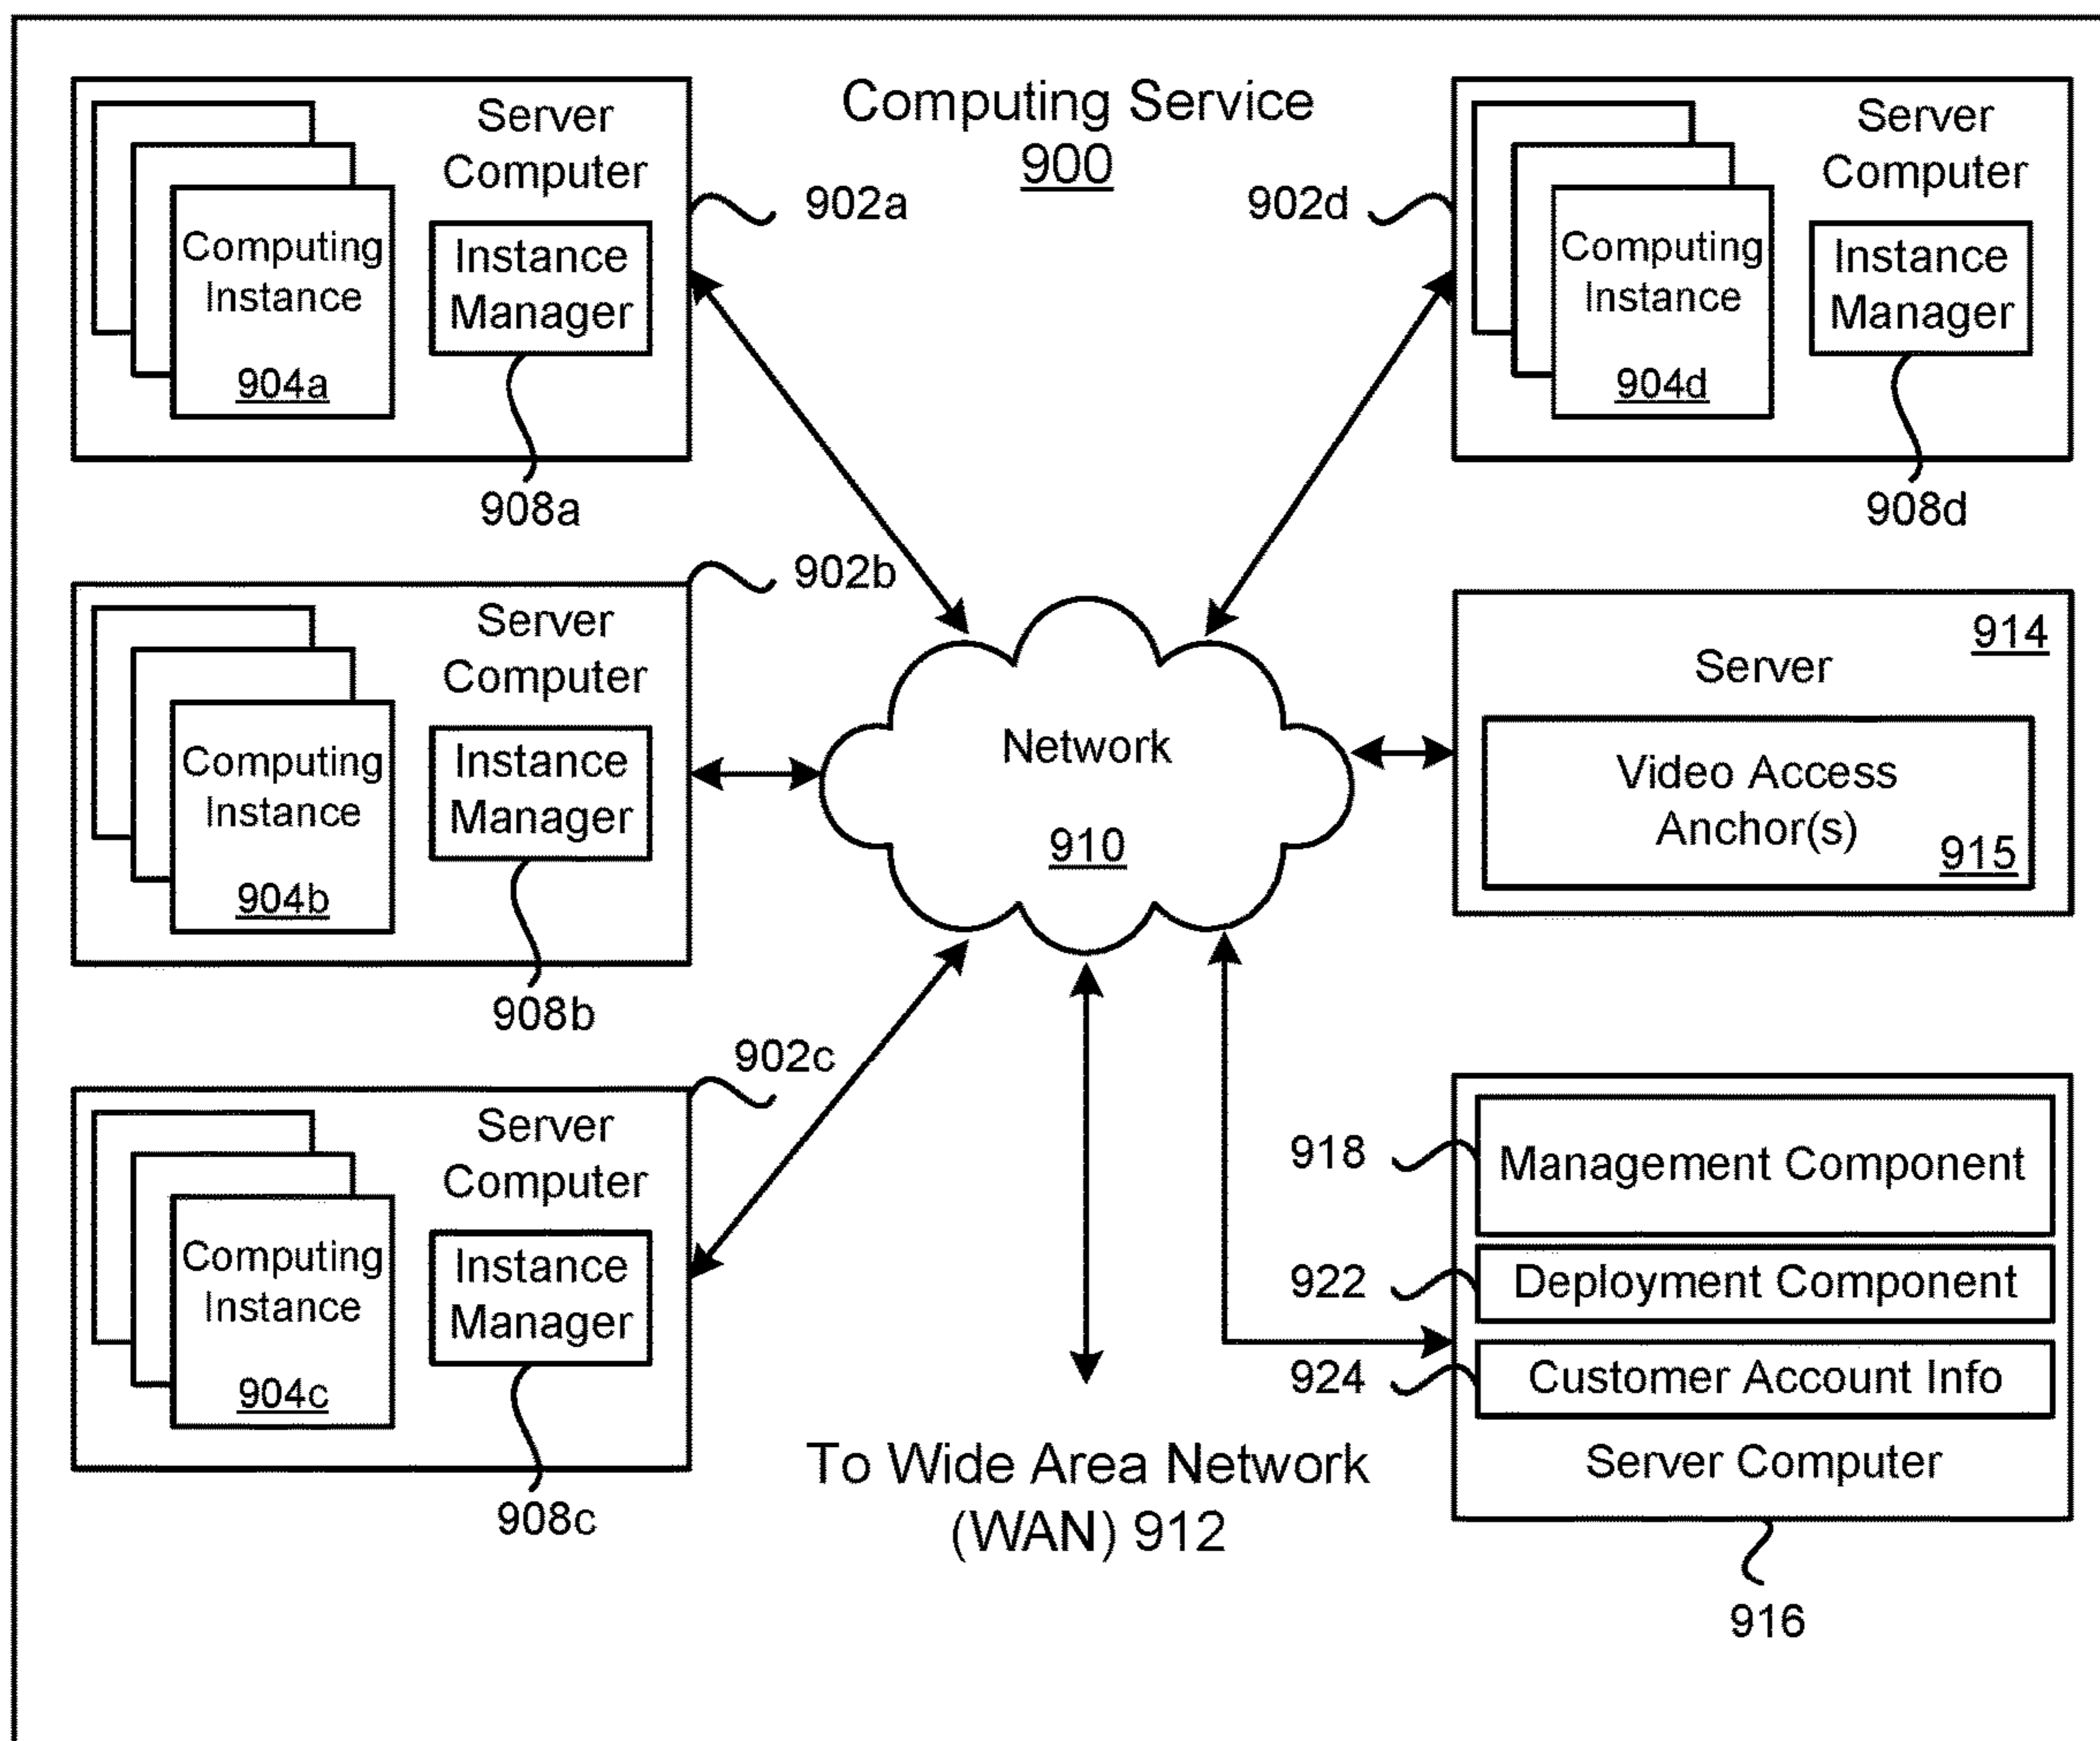 Computing Service
900
Server
Computer
Computing
Instance
904a
Instance
Manager
902a
908a
902d
Server
Computer
Computing
Instance
904d
Instance
Manager
908d
902b
Server
Computer
Computing
Instance
904b
Instance
Manager
908b
Network
910
914
Server
Video Access
Anchor(s)
915
902c
Server
Computer
Computing
Instance
904c
Instance
Manager
908c
To Wide Area Network
(WAN) 912
918
Management Component
922
Deployment Component
924
Customer Account Info
Server Computer
916